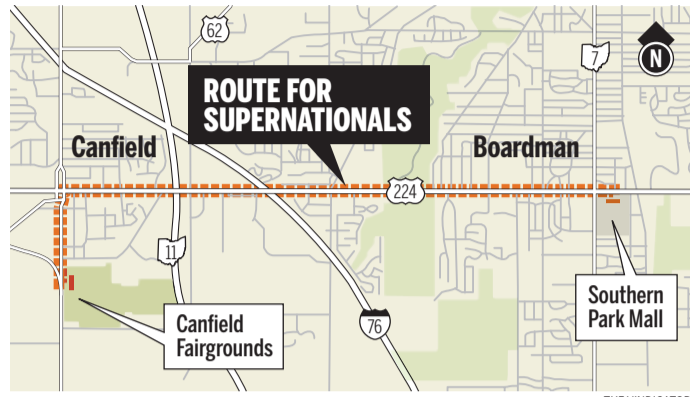 62
7
N
ROUTE FOR
SUPERNATIONALS
Canfield
Boardman
224
11
Southern
Park Mall
Canfield
Fairgrounds
76